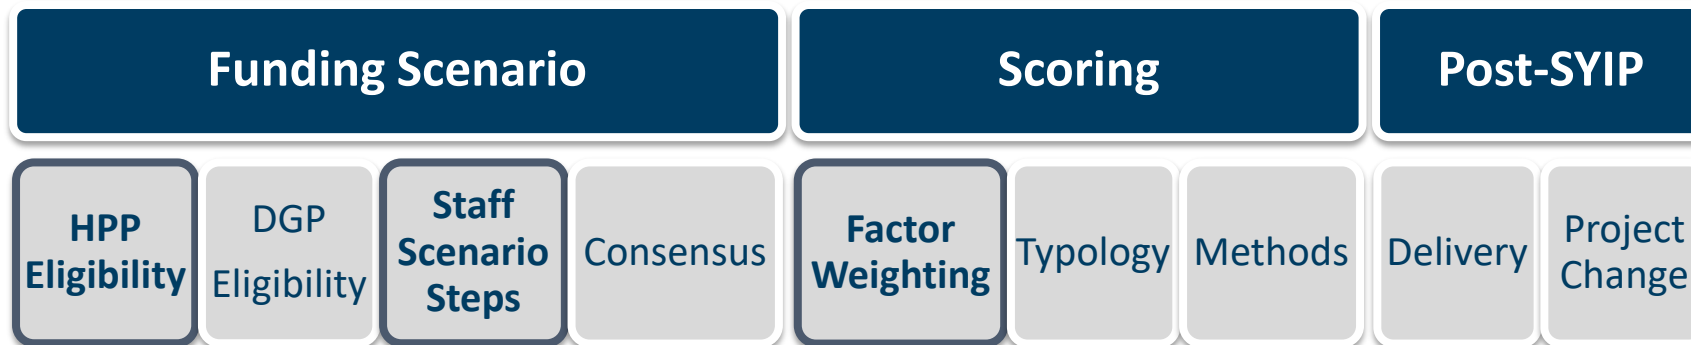 Funding Scenario
Scoring
Post-SYIP
HPP
Eligibility
DGP
Eligibility
Staff
Scenario
Steps
Consensus
Factor
Weighting
Typology
Methods
Delivery
Project
Change